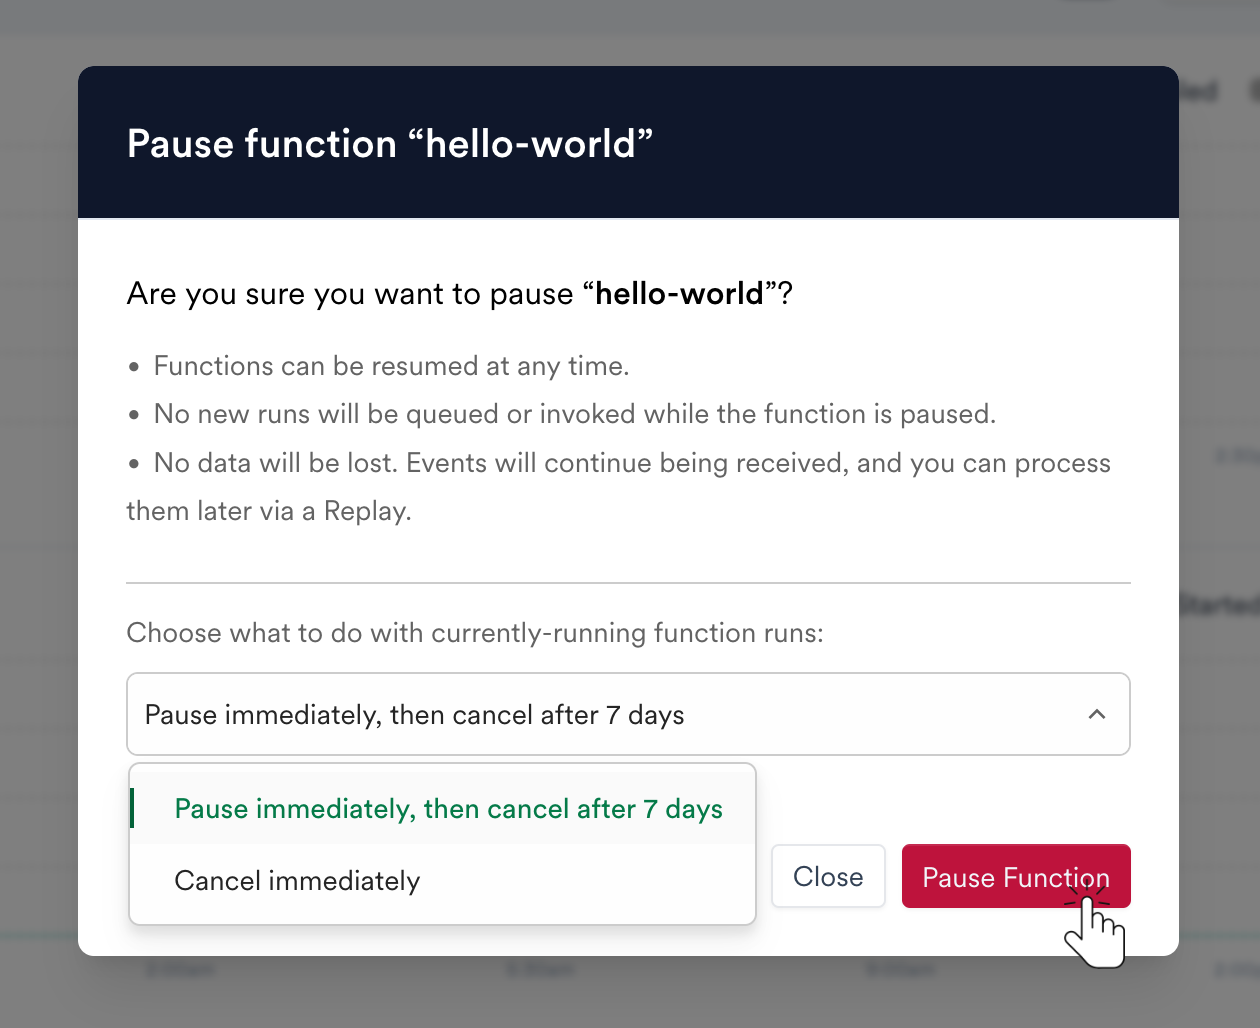 Pause function “hello-world”
Are you sure you want to pause “hello-world”?
• Functions can be resumed at any time.
• No new runs will be queued or invoked while the function is paused.
• No data will be lost. Events will continue being received, and you can process
them later via a Replay.
Choose what to do with currently-running function runs:
Pause immediately, then cancel after 7 days
Pause immediately, then cancel after 7 days
Cancel immediately
Close
Pause Function
Started